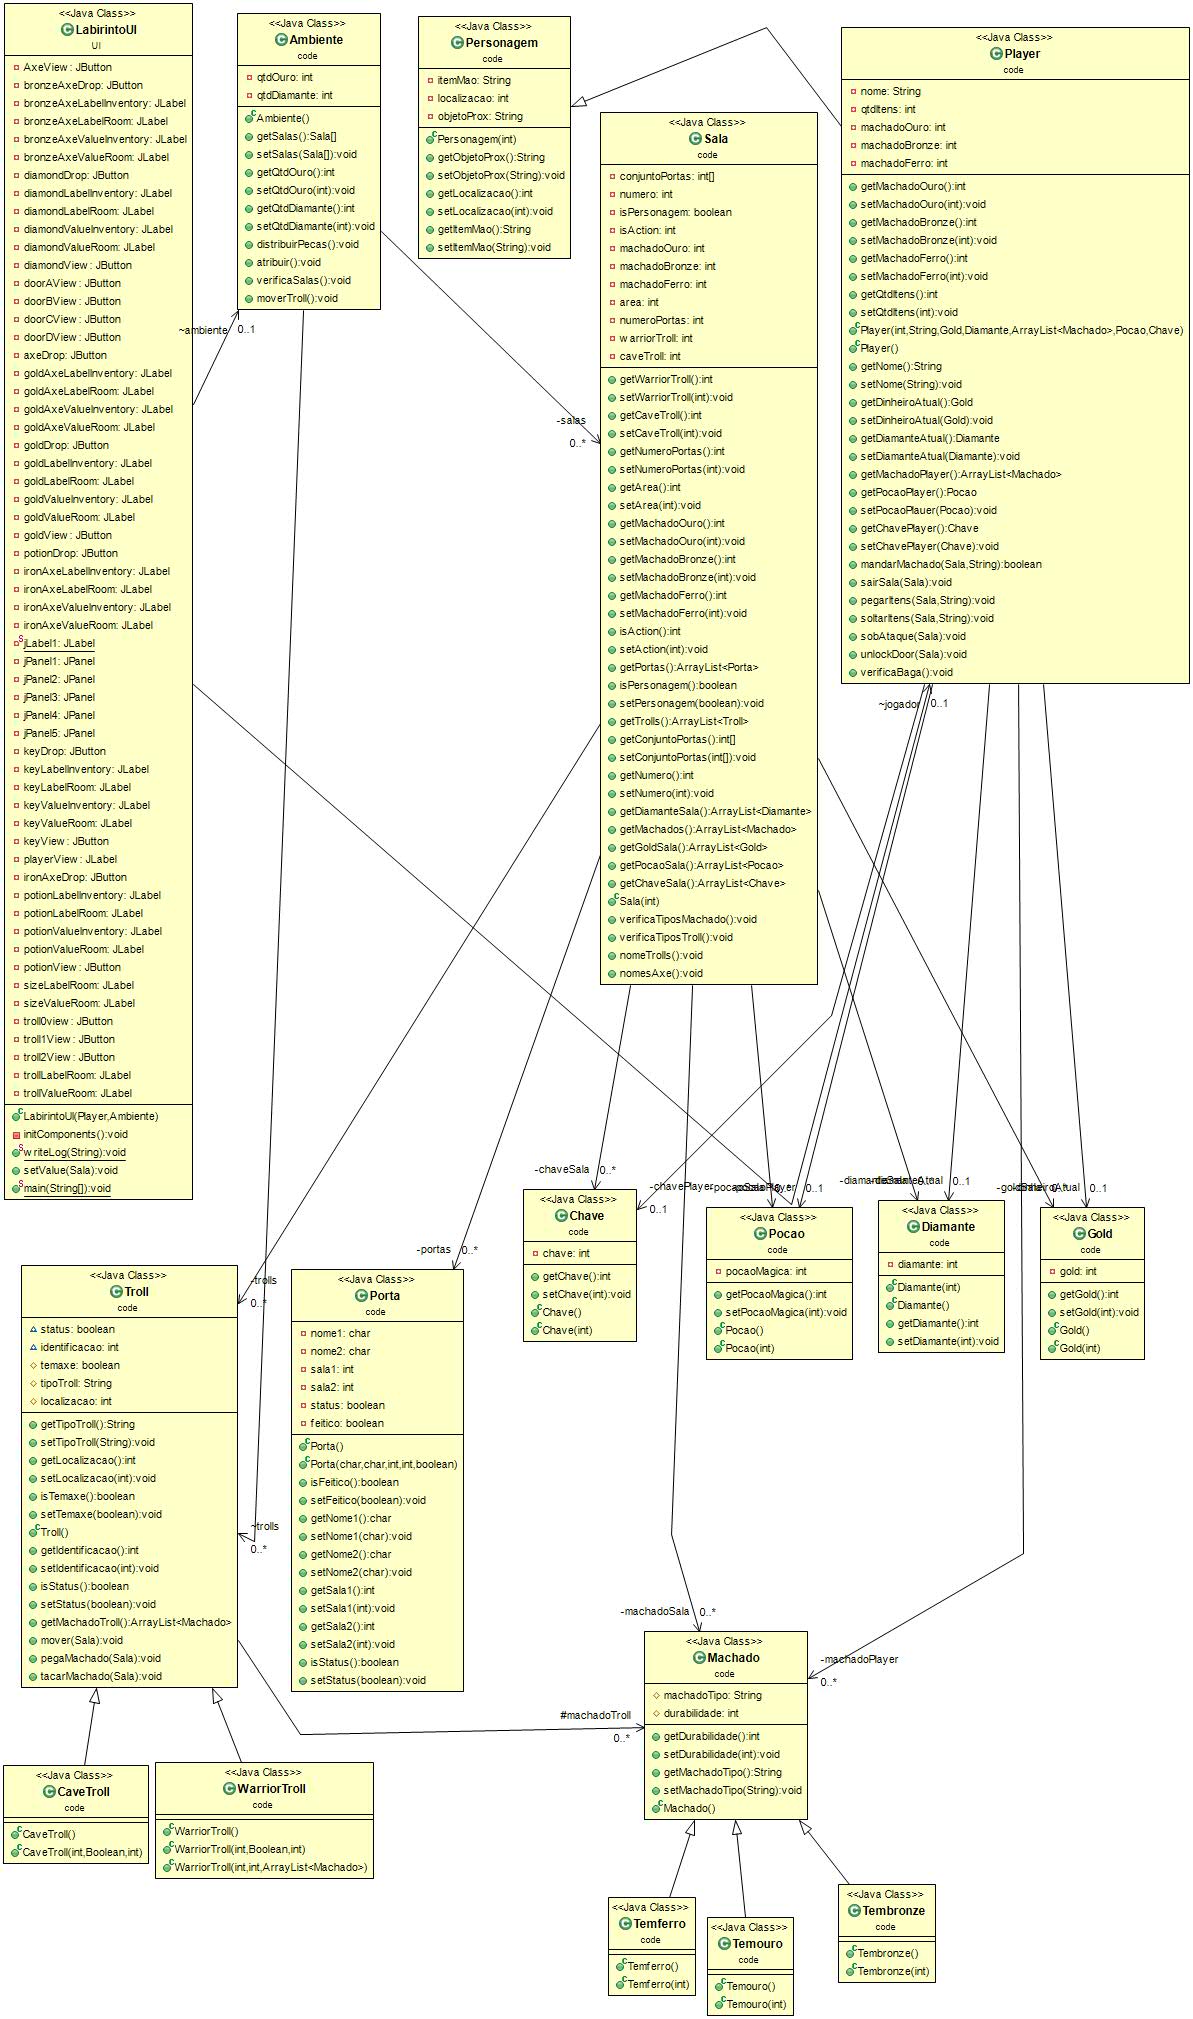 <<Java Class>>
LabirintoUI
UI
AxeView: JButton
bronzeAxeDrop: JButton
bronzeAxeLabelInventory: JLabel
bronzeAxeLabelRoom: JLabel
bronzeAxeValueInventory: JLabel
bronzeAxeValueRoom: JLabel
diamondDrop: JButton
diamondLabelInventory: JLabel
diamondLabelRoom: JLabel
diamondValueInventory: JLabel
diamondValueRoom: JLabel
diamondView: JButton
doorAView: JButton
doorBView: JButton
doorCView: JButton
doorDView: JButton
axeDrop: JButton
goldAxeLabelInventory: JLabel
goldAxeLabelRoom: JLabel
goldAxeValueInventory: JLabel
goldAxeValueRoom: JLabel
goldDrop: JButton
goldLabelInventory: JLabel
goldLabelRoom: JLabel
goldValueInventory: JLabel
goldValueRoom: JLabel
goldView: JButton
potionDrop: JButton
ironAxeLabelInventory: JLabel
ironAxeLabelRoom: JLabel
ironAxeValueInventory: JLabel
ironAxeValueRoom: JLabel
jLabel1: JLabel
jPanel1: JPanel
jPanel2: JPanel
jPanel3: JPanel
jPanel4: JPanel
jPanel5: JPanel
keyDrop: JButton
keyLabelInventory: JLabel
keyLabelRoom: JLabel
keyValueInventory: JLabel
keyValueRoom: JLabel
keyView: JButton
playerView: JLabel
ironAxeDrop: JButton
potionLabelInventory: JLabel
potionLabelRoom: JLabel
potionValueInventory: JLabel
potionValueRoom: JLabel
potionView: JButton
sizeLabelRoom: JLabel
sizeValueRoom: JLabel
troll0view: JButton
troll1View: JButton
troll2View: JButton
trollLabelRoom: JLabel
trollValueRoom: JLabel
LabirintoUI(Player,Ambiente)
initComponents():void
writeLog(String):void
setValue(Sala):void
main(String[]):void
<<Java Class>>
Ambiente
code
qtdOuro: int
qtdDiamante: int
Ambiente()
getSalas():Sala[]
setSalas(Sala[]):void
getQtdOuro():int
setQtdOuro(int):void
getQtdDiamante():int
setQtdDiamante(int):void
distribuirPecas():void
atribuir():void
verificaSalas():void
moverTroll():void
~ambiente 0..1
<<Java Class>>
Personagem
code
itemMao: String
localizacao: int
objetoProx: String
Personagem(int)
getObjetoProx():String
setObjetoProx(String):void
getLocalizacao():int
setLocalizacao(int):void
getItemMao():String
setItemMao(String):void
<<Java Class>>
Sala
code
conjuntoPortas: int[]
numero: int
isPersonagem: boolean
isAction: int
machadoOuro: int
machadoBronze: int
machadoFerro: int
area: int
numeroPortas: int
warriorTroll: int
caveTroll: int
getWarriorTroll():int
setWarriorTroll(int):void
getCaveTroll():int
setCaveTroll(int):void
getNumeroPortas():int
setNumeroPortas(int):void
getArea():int
setArea(int):void
getMachadoOuro():int
setMachadoOuro(int):void
getMachadoBronze():int
setMachadoBronze(int):void
getMachadoFerro():int
setMachadoFerro(int):void
isAction():int
setAction(int):void
getPortas():ArrayList<Porta>
isPersonagem():boolean
setPersonagem(boolean):void
getTrolls():ArrayList<Troll>
getConjuntoPortas():int[]
setConjuntoPortas(int[]):void
getNumero():int
setNumero(int):void
getDiamanteSala():ArrayList<Diamante>
getMachados():ArrayList<Machado>
getGoldSala():ArrayList<Gold>
getPocaoSala():ArrayList<Pocao>
getChaveSala():ArrayList<Chave>
Sala(int)
verificaTiposMachado():void
verificaTiposTroll():void
nomeTrolls():void
nomesAxe():void
-salas
0..*
<<Java Class>>
Player
code
nome: String
qtdItens: int
machadoOuro: int
machadoBronze: int
machadoFerro: int
getMachadoOuro():int
setMachadoOuro(int):void
getMachadoBronze():int
setMachadoBronze(int):void
getMachadoFerro():int
setMachadoFerro(int):void
getQtdItens():int
setQtdItens(int):void
Player(int,String,Gold,Diamante,ArrayList<Machado>,Pocao,Chave)
Player()
getNome():String
setNome(String):void
getDinheiroAtual():Gold
setDinheiroAtual(Gold):void
getDiamanteAtual():Diamante
setDiamanteAtual(Diamante):void
getMachadoPlayer():ArrayList<Machado>
getPocaoPlayer():Pocao
setPocaoPlauer(Pocao):void
getChavePlayer():Chave
setChavePlayer(Chave):void
mandarMachado(Sala,String):boolean
sairSala(Sala):void
pegarItens(Sala,String):void
soltarItens(Sala,String):void
sobAtaque(Sala):void
unlockDoor(Sala):void
verificaBaga():void
~jogador 0..1
-chaveSala 0..*
<<Java Class>>
Chave
code
chave: int
getChave():int
setChave(int):void
Chave()
Chave(int)
-chavePlayer
0..1
0..1
<<Java Class>>
Pocao
code
pocaoMagica: int
getPocaoMagica():int
setPocaoMagica(int):void
Pocao()
Pocao(int)
0..1
<<Java Class>>
Diamante
code
diamante: int
Diamante(int)
Diamante()
getDiamante():int
setDiamante(int):void
0..1
<<Java Class>>
Gold
code
gold: int
getGold():int
setGold(int):void
Gold()
Gold(int)
-trolls
0..*
<<Java Class>>
Troll
code
status: boolean
identificacao: int
temaxe: boolean
tipoTroll: String
localizacao: int
getTipoTroll():String
setTipoTroll(String):void
getLocalizacao():int
setLocalizacao(int):void
isTemaxe():boolean
setTemaxe(boolean):void
Troll()
getIdentificacao():int
setIdentificacao(int):void
isStatus():boolean
setStatus(boolean):void
getMachadoTroll():ArrayList<Machado>
mover(Sala):void
pegaMachado(Sala):void
tacarMachado(Sala):void
~trolls
0..*
-portas 0..*
<<Java Class>>
Porta
code
nome1: char
nome2: char
sala1: int
sala2: int
status: boolean
feitico: boolean
Porta()
Porta(char,char,int,int,boolean)
isFeitico():boolean
setFeitico(boolean):void
getNome1():char
setNome1(char):void
getNome2():char
setNome2(char):void
getSala1():int
setSala1(int):void
getSala2():int
setSala2(int):void
isStatus():boolean
setStatus(boolean):void
-machadoSala 0..*
<<Java Class>>
Machado
code
machadoTipo: String
durabilidade: int
getDurabilidade():int
setDurabilidade(int):void
getMachadoTipo():String
setMachadoTipo(String):void
Machado()
-machadoPlayer
0..*
#machadoTroll
0..*
<<Java Class>>
CaveTroll
code
CaveTroll()
CaveTroll(int,Boolean,int)
<<Java Class>>
WarriorTroll
code
WarriorTroll()
WarriorTroll(int,Boolean,int)
WarriorTroll(int,int,ArrayList<Machado>)
<<Java Class>>
Temferro
code
Temferro()
Temferro(int)
<<Java Class>>
Temouro
code
Temouro()
Temouro(int)
<<Java Class>>
Tembronze
code
Tembronze()
Tembronze(int)